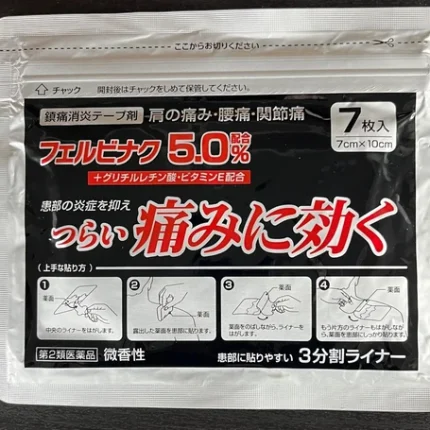 ここからお切りください
チャック 開封後はチャックをしめて保管してください。
鎮痛消炎テープ剤 肩の痛み・腰痛・関節痛
7枚入
7cm×10cm
フェルビナク 5.0%配合
+グリチルレチン酸・ビタミンE配合
患部の炎症を抑え
つらい 痛みに効く
(上手な貼り方)
1 薬面
中央のライナーをはがします。
2 薬面
露出した薬面を患部に貼ります。
3 薬面
薬面をのばしながら、ライナーをはがします。
4 薬面
もう片方のライナーもはがしながら、薬面を患部にしっかり貼ります。
第2類医薬品 微香性
患部に貼りやすい 3分割ライナー